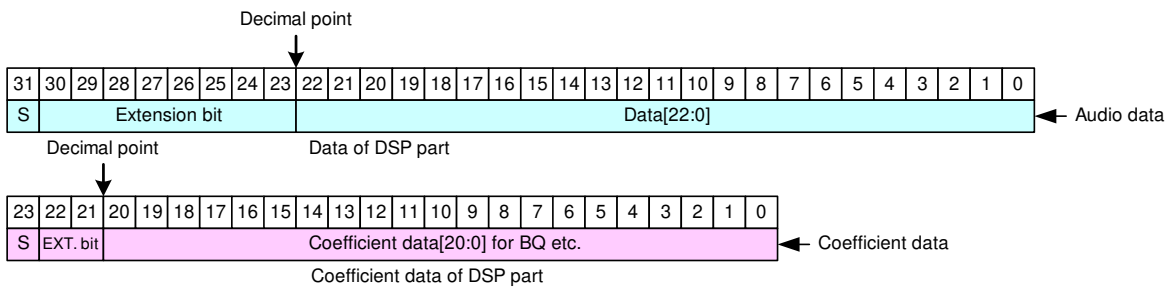 Decimal point
31 30 29 28 27 26 25 24 23 22 21 20 19 18 17 16 15 14 13 12 11 10 9 8 7 6 5 4 3 2 1 0
S Extension bit Data[22:0] Audio data
Decimal point Data of DSP part
23 22 21 20 19 18 17 16 15 14 13 12 11 10 9 8 7 6 5 4 3 2 1 0
S EXT. bit Coefficient data[20:0] for BQ etc. Coefficient data
Coefficient data of DSP part